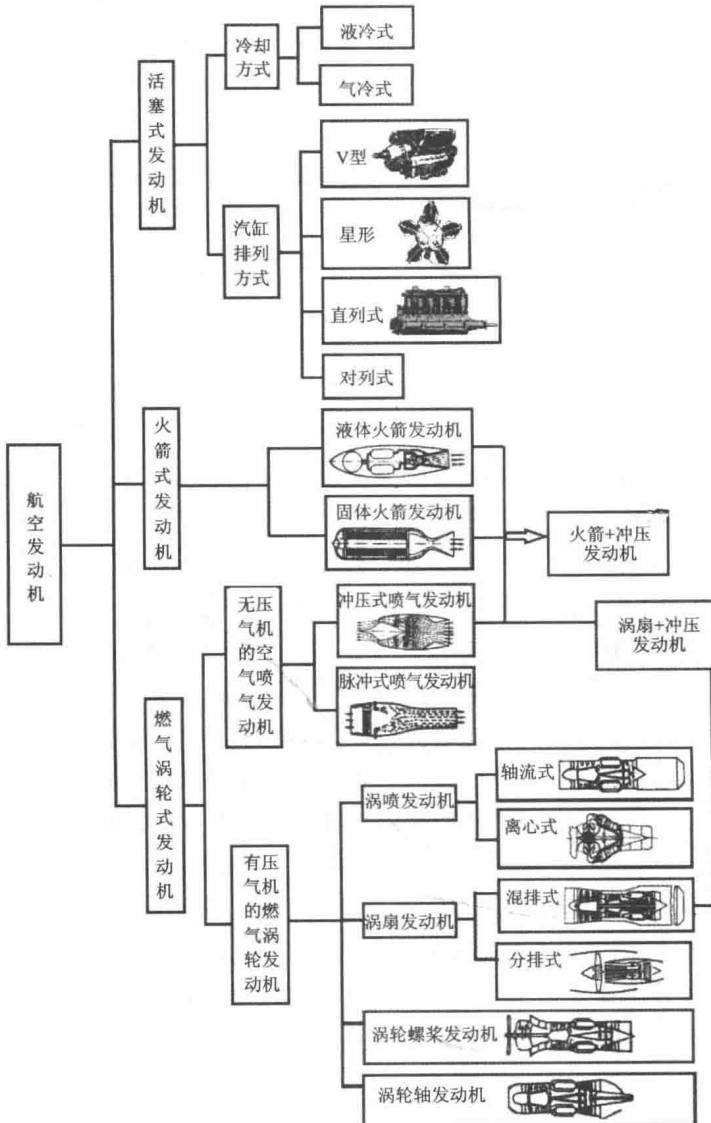 航空发动机
活塞式发动机
冷却
方式
液冷式
气冷式
汽缸
排列
方式
V型
星形
直列式
对列式
火箭式发动机
液体火箭发动机
固体火箭发动机
火箭+冲压
发动机
燃气涡轮式发动机
无压
气机
的空
气喷
气发
动机
冲压式喷气发动机
脉冲式喷气发动机
涡扇+冲压
发动机
有压
气机
的燃
气涡
轮发
动机
涡喷发动机
轴流式
离心式
涡扇发动机
混排式
分排式
涡轮螺桨发动机
涡轮轴发动机